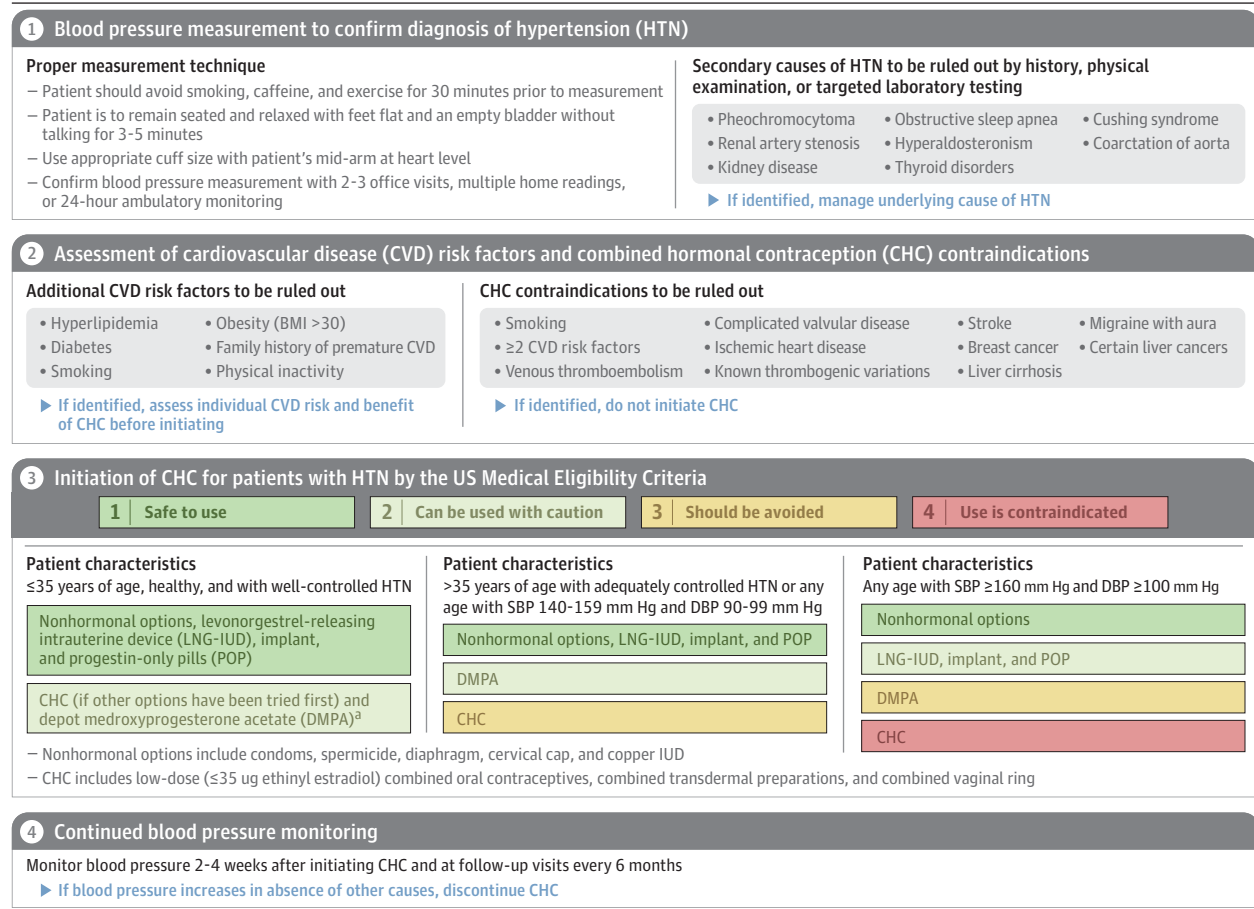 1 Blood pressure measurement to confirm diagnosis of hypertension (HTN)
Proper measurement technique
– Patient should avoid smoking, caffeine, and exercise for 30 minutes prior to measurement
– Patient is to remain seated and relaxed with feet flat and an empty bladder without
talking for 3-5 minutes
– Use appropriate cuff size with patient's mid-arm at heart level
– Confirm blood pressure measurement with 2-3 office visits, multiple home readings,
or 24-hour ambulatory monitoring
Secondary causes of HTN to be ruled out by history, physical
examination, or targeted laboratory testing
• Pheochromocytoma
• Renal artery stenosis
• Kidney disease
• Obstructive sleep apnea
• Hyperaldosteronism
• Thyroid disorders
• Cushing syndrome
• Coarctation of aorta
▶ If identified, manage underlying cause of HTN
2 Assessment of cardiovascular disease (CVD) risk factors and combined hormonal contraception (CHC) contraindications
Additional CVD risk factors to be ruled out
• Hyperlipidemia
• Diabetes
• Smoking
• Obesity (BMI >30)
• Family history of premature CVD
• Physical inactivity
▶ If identified, assess individual CVD risk and benefit
of CHC before initiating
CHC contraindications to be ruled out
• Smoking
• ≥2 CVD risk factors
• Venous thromboembolism
• Complicated valvular disease
• Ischemic heart disease
• Known thrombogenic variations
• Stroke
• Breast cancer
• Liver cirrhosis
• Migraine with aura
• Certain liver cancers
▶ If identified, do not initiate CHC
3 Initiation of CHC for patients with HTN by the US Medical Eligibility Criteria
1 Safe to use
2 Can be used with caution
3 Should be avoided
4 Use is contraindicated
Patient characteristics
≤35 years of age, healthy, and with well-controlled HTN
Nonhormonal options, levonorgestrel-releasing
intrauterine device (LNG-IUD), implant,
and progestin-only pills (POP)
CHC (if other options have been tried first) and
depot medroxyprogesterone acetate (DMPA)a
Patient characteristics
>35 years of age with adequately controlled HTN or any
age with SBP 140-159 mm Hg and DBP 90-99 mm Hg
Nonhormonal options, LNG-IUD, implant, and POP
DMPA
CHC
Patient characteristics
Any age with SBP ≥160 mm Hg and DBP ≥100 mm Hg
Nonhormonal options
LNG-IUD, implant, and POP
DMPA
CHC
– Nonhormonal options include condoms, spermicide, diaphragm, cervical cap, and copper IUD
– CHC includes low-dose (≤35 ug ethinyl estradiol) combined oral contraceptives, combined transdermal preparations, and combined vaginal ring
4 Continued blood pressure monitoring
Monitor blood pressure 2-4 weeks after initiating CHC and at follow-up visits every 6 months
▶ If blood pressure increases in absence of other causes, discontinue CHC